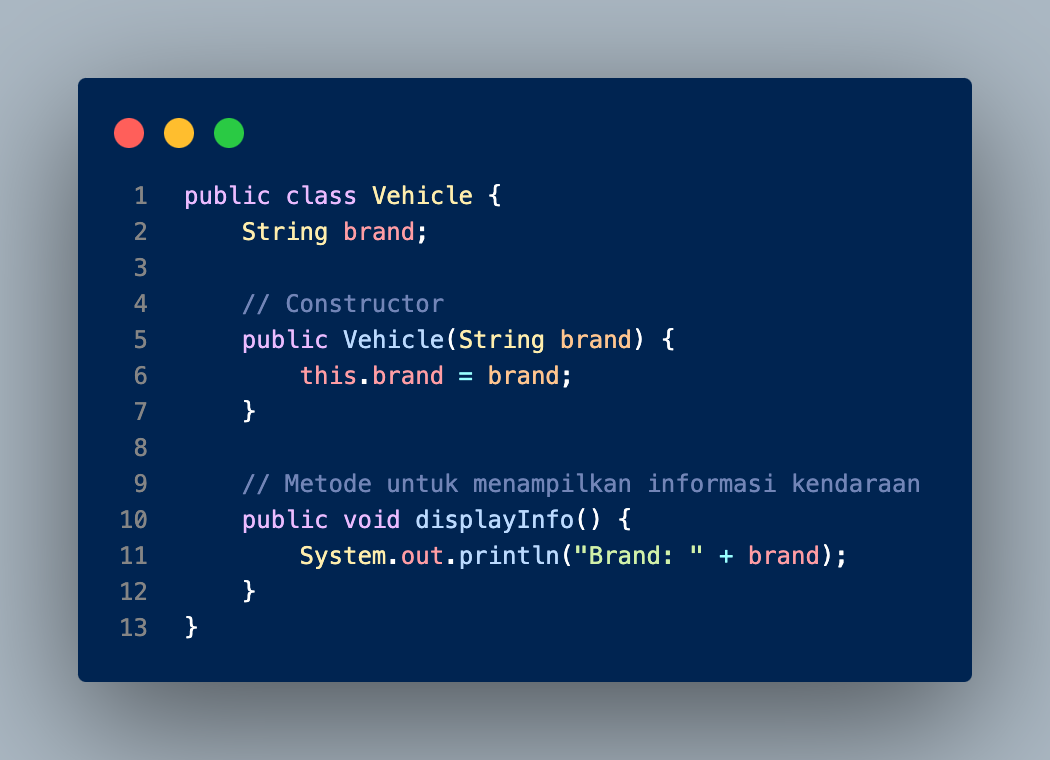 1 public class Vehicle {
2     String brand;
3
4     // Constructor
5     public Vehicle(String brand) {
6         this.brand = brand;
7     }
8
9     // Metode untuk menampilkan informasi kendaraan
10     public void displayInfo() {
11         System.out.println("Brand: " + brand);
12     }
13 }